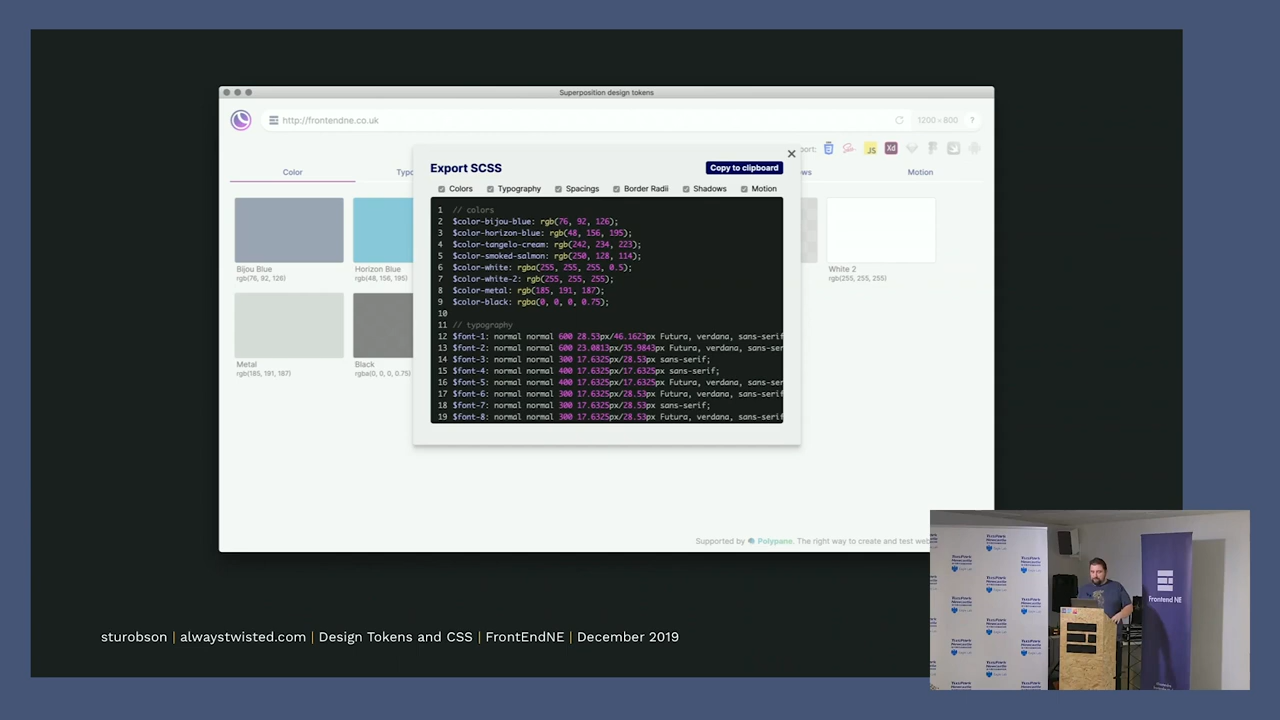 Superposition design tokens
http://frontendne.co.uk
1200 x 800 ?
Export SCSS
Copy to clipboard
JS Xd
Color
Motion
Colors Typography Spacings Border Radii Shadows Motion
1 // colors
2 $color-bijou-blue: rgb(76, 92, 126);
3 $color-horizon-blue: rgb(48, 156, 195);
4 $color-tangelo-cream: rgb(242, 234, 223);
5 $color-smoked-salmon: rgb(250, 128, 114);
6 $color-white: rgba(255, 255, 255, 0.5);
7 $color-white-2: rgb(255, 255, 255);
8 $color-metal: rgb(185, 191, 187);
9 $color-black: rgba(0, 0, 0, 0.75);
10
11 // typography
12 $font-1: normal normal 600 28.53px/46.1623px Futura, verdana, sans-serif
13 $font-2: normal normal 600 23.0813px/35.9843px Futura, verdana, sans-ser
14 $font-3: normal normal 300 17.6325px/28.53px sans-serif;
15 $font-4: normal normal 400 17.6325px/17.6325px sans-serif;
16 $font-5: normal normal 400 17.6325px/17.6325px Futura, verdana, sans-ser
17 $font-6: normal normal 300 17.6325px/28.53px Futura, verdana, sans-serif
18 $font-7: normal normal 300 17.6325px/28.53px sans-serif;
19 $font-8: normal normal 300 17.6325px/28.53px Futura, verdana, sans-serif
Bijou Blue
rgb(76, 92, 126)
Horizon Blue
rgb(48, 156, 195)
White 2
rgb(255, 255, 255)
Metal
rgb(185, 191, 187)
Black
rgba(0, 0, 0, 0.75)
Supported by Polypane. The right way to create and test web
sturobson | alwaystwisted.com | Design Tokens and CSS | FrontEndNE | December 2019
Frontend NE